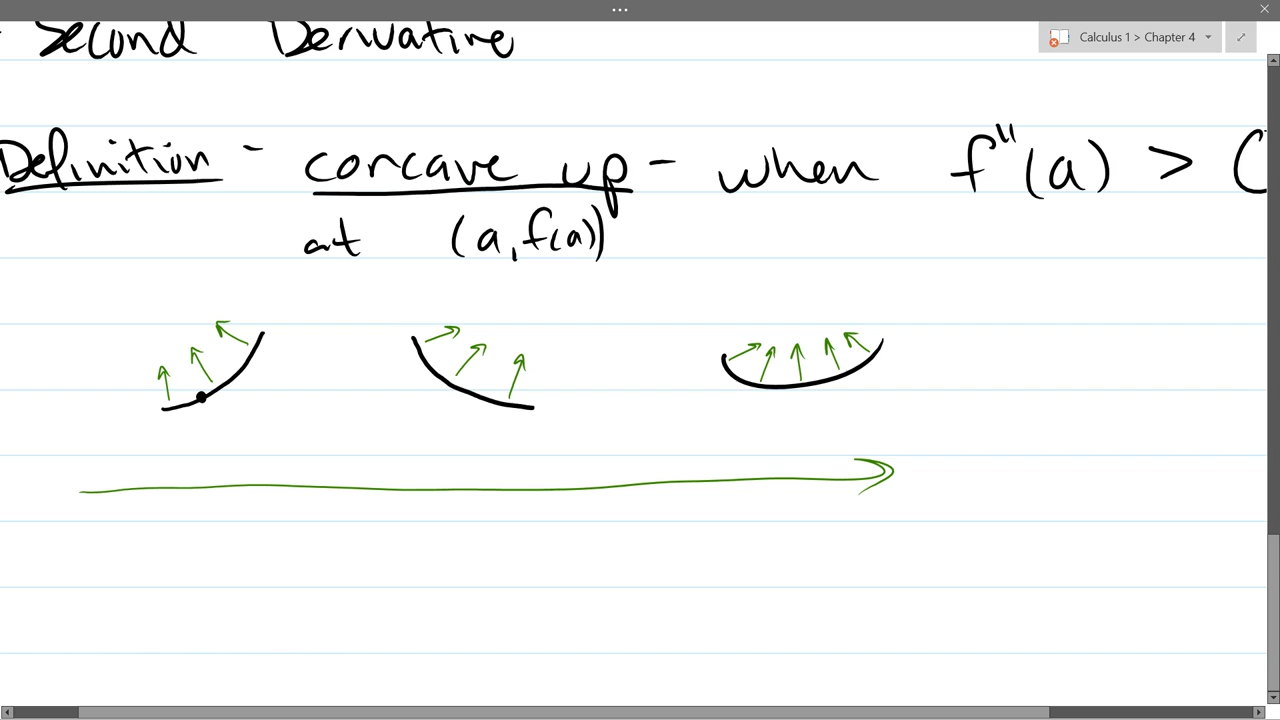 Second Derivative
Calculus 1 > Chapter 4
Definition - concave up - when f"(a) >
at (a, f(a))